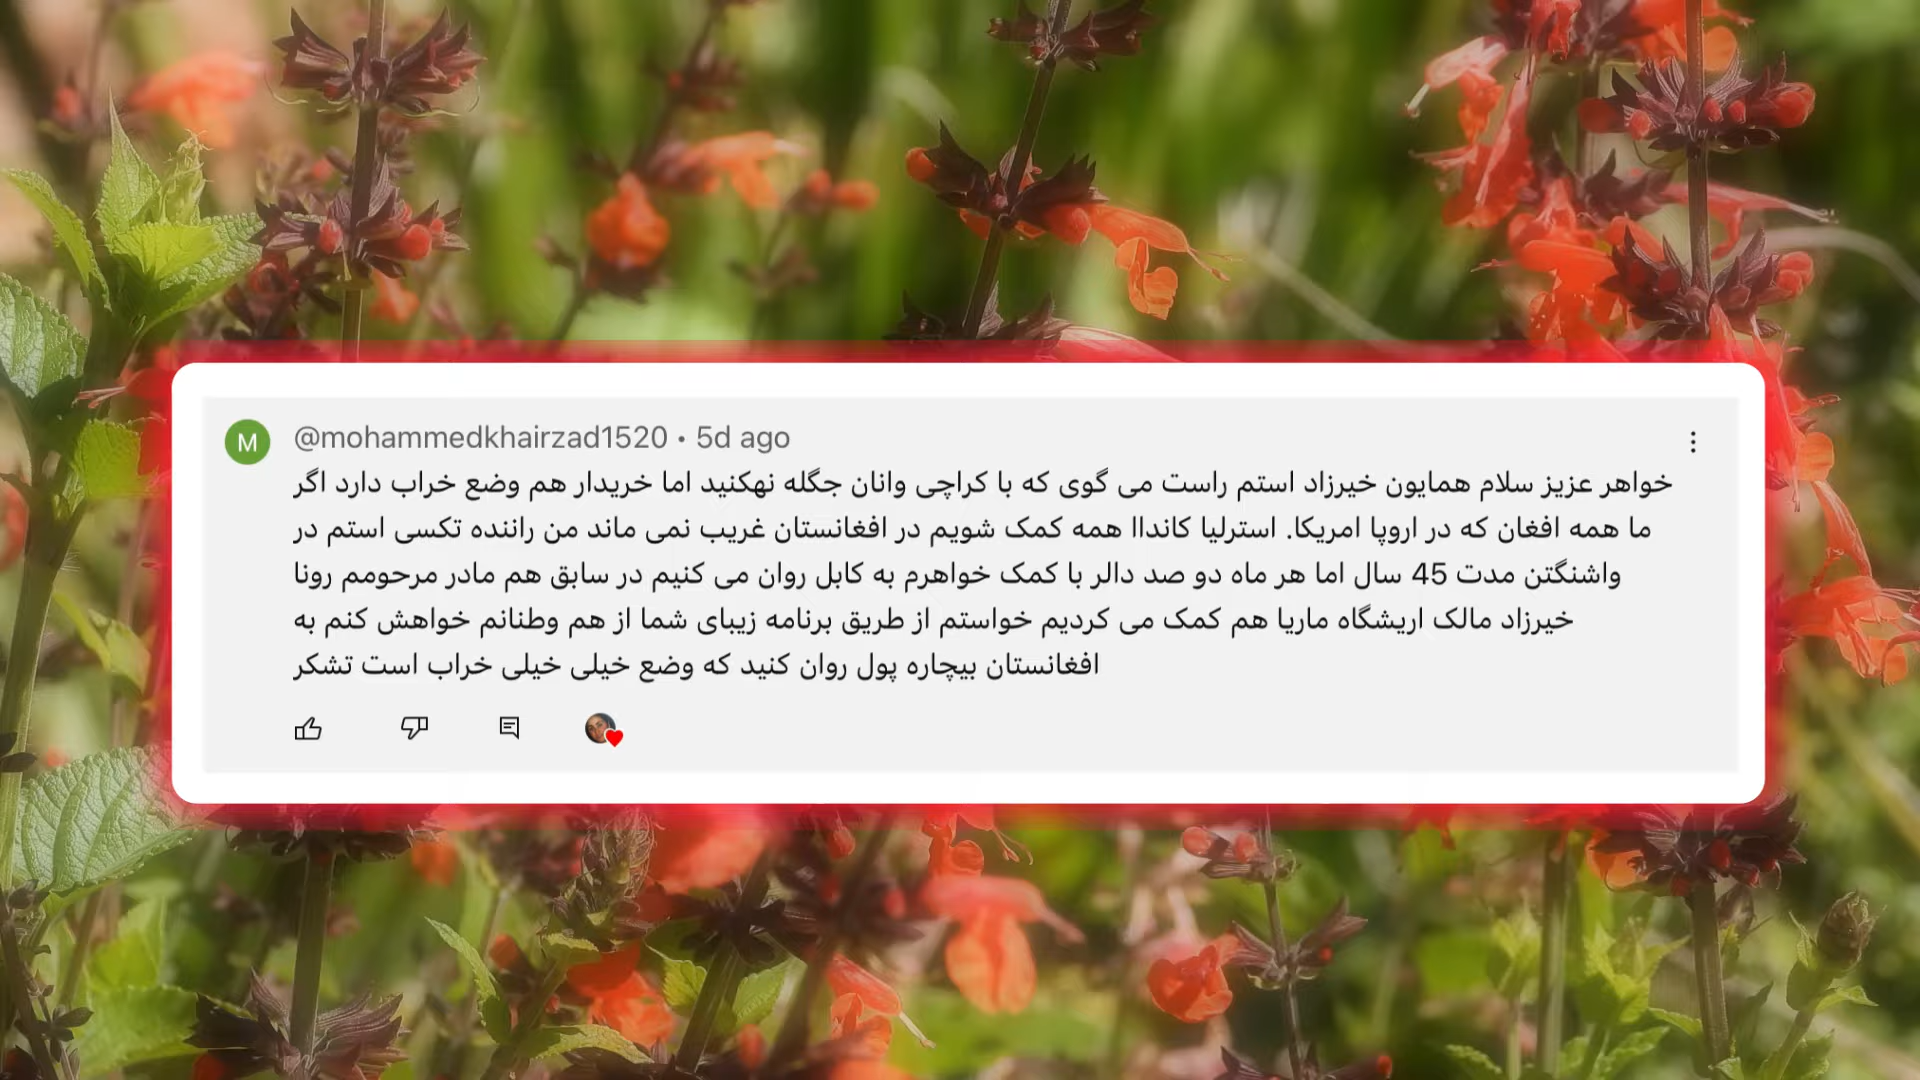 @mohammedkhairzad1520 • 5d ago
M
خواهر عزیز سلام همایون خیرزاد استم راست می گوی که با کراچی وانان جگله نهکنید اما خریدار هم وضع خراب دارد اگر
ما همه افغان که در اروپا امریکا. استرلیا کانداا همه کمک شویم در افغانستان غریب نمی ماند من راننده تکسی استم در
واشنگتن مدت 45 سال اما هر ماه دو صد دالر با کمک خواهرم به کابل روان می کنیم در سابق هم مادر مرحومم رونا
خیرزاد مالک اریشگاه ماریا هم کمک می کردیم خواستم از طریق برنامه زیبای شما از هم وطنانم خواهش کنم به
افغانستان بیچاره پول روان کنید که وضع خیلی خیلی خراب است تشکر